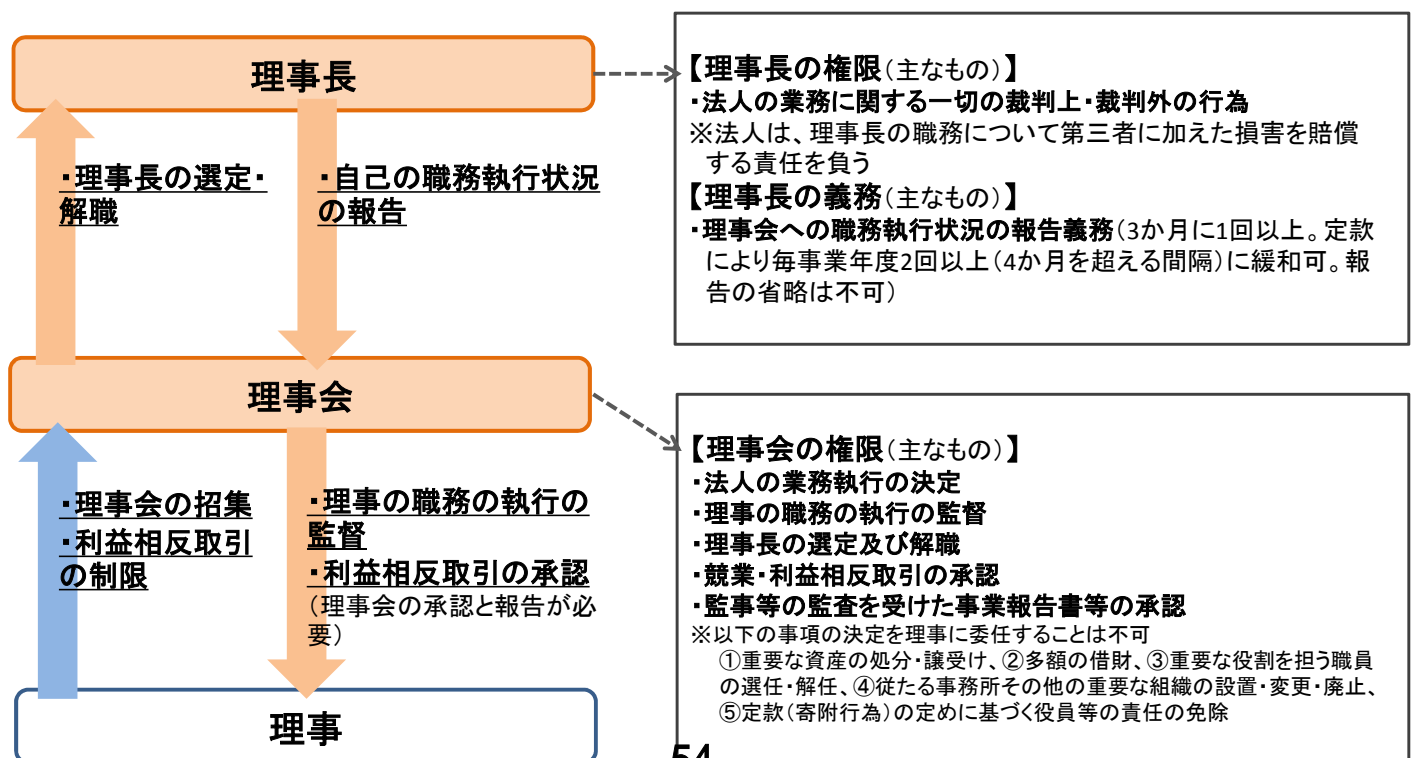 理事長
・理事長の選定・
解職
・自己の職務執行状況
の報告
【理事長の権限(主なもの)】
・法人の業務に関する一切の裁判上・裁判外の行為
※法人は、理事長の職務について第三者に加えた損害を賠償
する責任を負う
【理事長の義務(主なもの)】
・理事会への職務執行状況の報告義務(3か月に1回以上。定款
により毎事業年度2回以上(4か月を超える間隔)に緩和可。報
告の省略は不可)
理事会
・理事会の招集
・利益相反取引
の制限
・理事の職務の執行の
監督
・利益相反取引の承認
(理事会の承認と報告が必
要)
【理事会の権限(主なもの)】
・法人の業務執行の決定
・理事の職務の執行の監督
・理事長の選定及び解職
・競業・利益相反取引の承認
・監事等の監査を受けた事業報告書等の承認
※以下の事項の決定を理事に委任することは不可
①重要な資産の処分・譲受け、②多額の借財、③重要な役割を担う職員
の選任・解任、④従たる事務所その他の重要な組織の設置・変更・廃止、
⑤定款(寄附行為)の定めに基づく役員等の責任の免除
理事
54